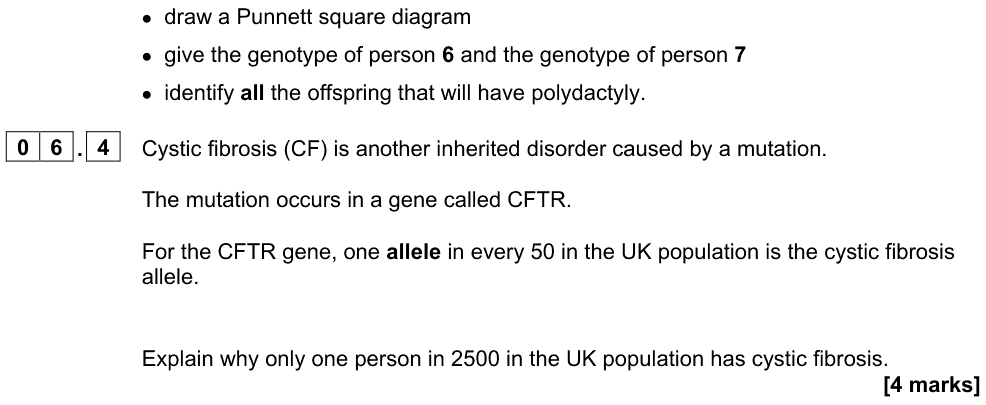 • draw a Punnett square diagram
• give the genotype of person 6 and the genotype of person 7
• identify all the offspring that will have polydactyly.
0 6 . 4 Cystic fibrosis (CF) is another inherited disorder caused by a mutation.
The mutation occurs in a gene called CFTR.
For the CFTR gene, one allele in every 50 in the UK population is the cystic fibrosis
allele.
Explain why only one person in 2500 in the UK population has cystic fibrosis.
[4 marks]